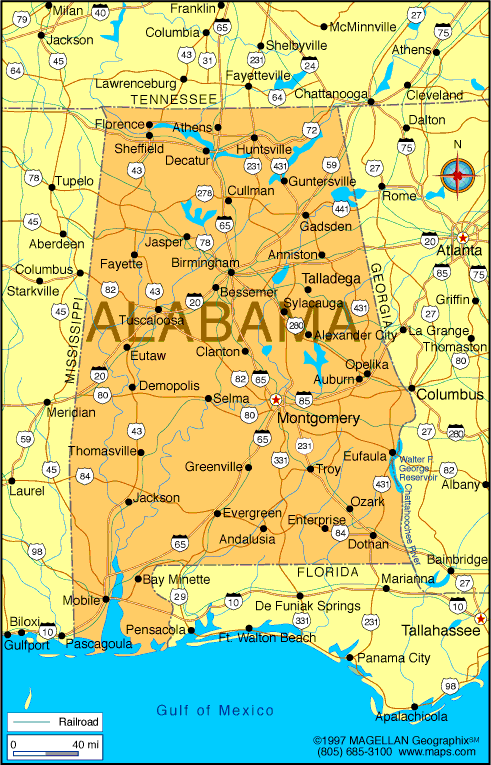 Milan
40
Franklin
McMinnville
27
Jackson
79
Columbia
65
75
45
43
31
Shelbyville
231
24
Athens
64
Lawrenceburg
Fayetteville
64
Cleveland
TENNESSEE
Chattanooga
Florence
Athens
72
Dalton
Sheffield
Huntsville
75
Decatur
N
43
231
431
59
27
78
Tupelo
278
Cullman
Guntersville
441
Rome
45
65
Gadsden
Aberdeen
Jasper
78
20
Atlanta
Fayette
Birmingham
Anniston
85
Columbus
Talladega
GEORGIA
75
Starkville
82
43
20
Bessemer
Sylacauga
431
Griffin
45
ALABAMA
Tuscaloosa
280
Alexander City
La Grange
MISSISSIPPI
Eutaw
Clanton
Thomaston
80
20
82
65
Opelika
80
Demopolis
Auburn
Columbus
Meridian
Selma
85
80
Montgomery
59
43
65
231
27
280
45
Thomasville
331
Eufaula
Walter F.
George
Reservoir
82
84
Greenville
Troy
431
Albany
Laurel
Jackson
Ozark
Chattahoochee River
Evergreen
Enterprise
98
65
Andalusia
84
Dothan
FLORIDA
Bainbridge
Bay Minette
Marianna
27
Mobile
29
10
De Funiak Springs
10
Biloxi
10
Pensacola
331
231
Tallahassee
Gulfport
Pascagoula
Ft. Walton Beach
Panama City
98
Gulf of Mexico
Apalachicola
Railroad
0 40 mi
©1997 MAGELLAN Geographix℠
(805) 685-3100 www.maps.com